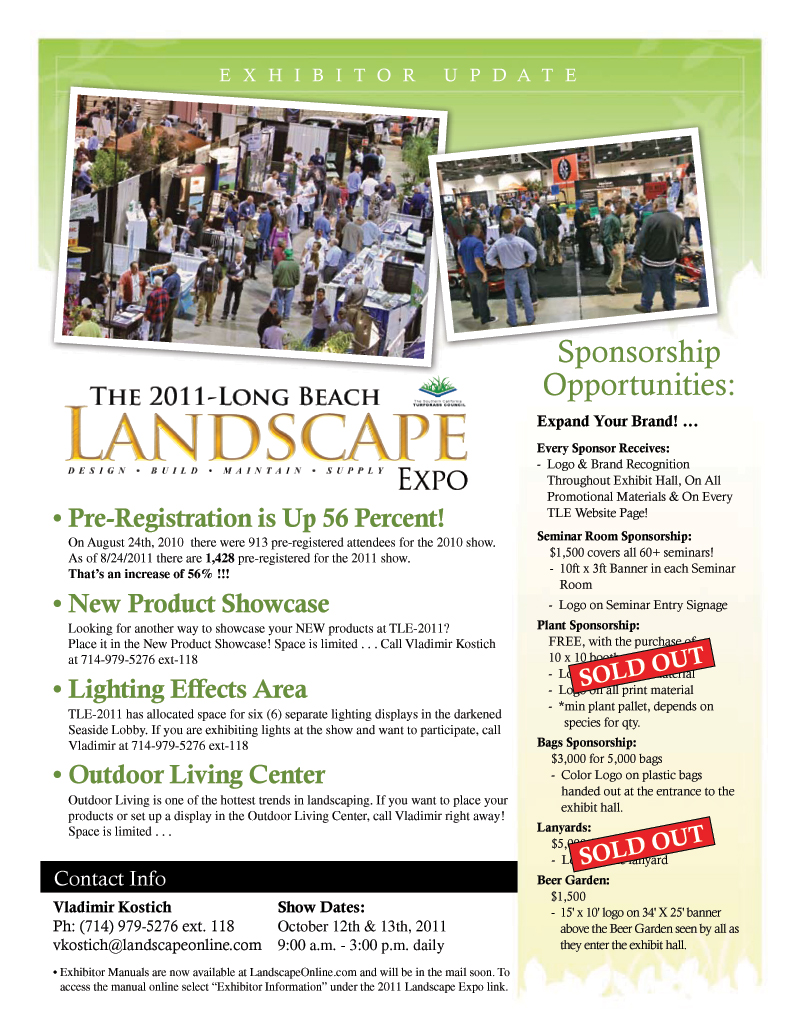 EXHIBITOR UPDATE
THE 2011-LONG BEACH
The Southern California
TURFGRASS COUNCIL
LANDSCAPE
DESIGN • BUILD • MAINTAIN • SUPPLY
EXPO
• Pre-Registration is Up 56 Percent!
On August 24th, 2010 there were 913 pre-registered attendees for the 2010 show.
As of 8/24/2011 there are 1,428 pre-registered for the 2011 show.
That's an increase of 56% !!!
• New Product Showcase
Looking for another way to showcase your NEW products at TLE-2011?
Place it in the New Product Showcase! Space is limited . . . Call Vladimir Kostich
at 714-979-5276 ext-118
• Lighting Effects Area
TLE-2011 has allocated space for six (6) separate lighting displays in the darkened
Seaside Lobby. If you are exhibiting lights at the show and want to participate, call
Vladimir at 714-979-5276 ext-118
• Outdoor Living Center
Outdoor Living is one of the hottest trends in landscaping. If you want to place your
products or set up a display in the Outdoor Living Center, call Vladimir right away!
Space is limited . . .
Contact Info
Vladimir Kostich
Ph: (714) 979-5276 ext. 118
vkostich@landscapeonline.com
Show Dates:
October 12th & 13th, 2011
9:00 a.m. - 3:00 p.m. daily
• Exhibitor Manuals are now available at LandscapeOnline.com and will be in the mail soon. To
access the manual online select “Exhibitor Information” under the 2011 Landscape Expo link.
Sponsorship
Opportunities:
Expand Your Brand! …
Every Sponsor Receives:
- Logo & Brand Recognition
Throughout Exhibit Hall, On All
Promotional Materials & On Every
TLE Website Page!
Seminar Room Sponsorship:
$1,500 covers all 60+ seminars!
- 10ft x 3ft Banner in each Seminar
Room
- Logo on Seminar Entry Signage
Plant Sponsorship:
FREE, with the purchase of
10 x 10
SOLD OUT
- Logo on all print material
- *min plant pallet, depends on
species for qty.
Bags Sponsorship:
$3,000 for 5,000 bags
- Color Logo on plastic bags
handed out at the entrance to the
exhibit hall.
Lanyards:
SOLD OUT
lanyard
Beer Garden:
$1,500
- 15' x 10' logo on 34' X 25' banner
above the Beer Garden seen by all as
they enter the exhibit hall.